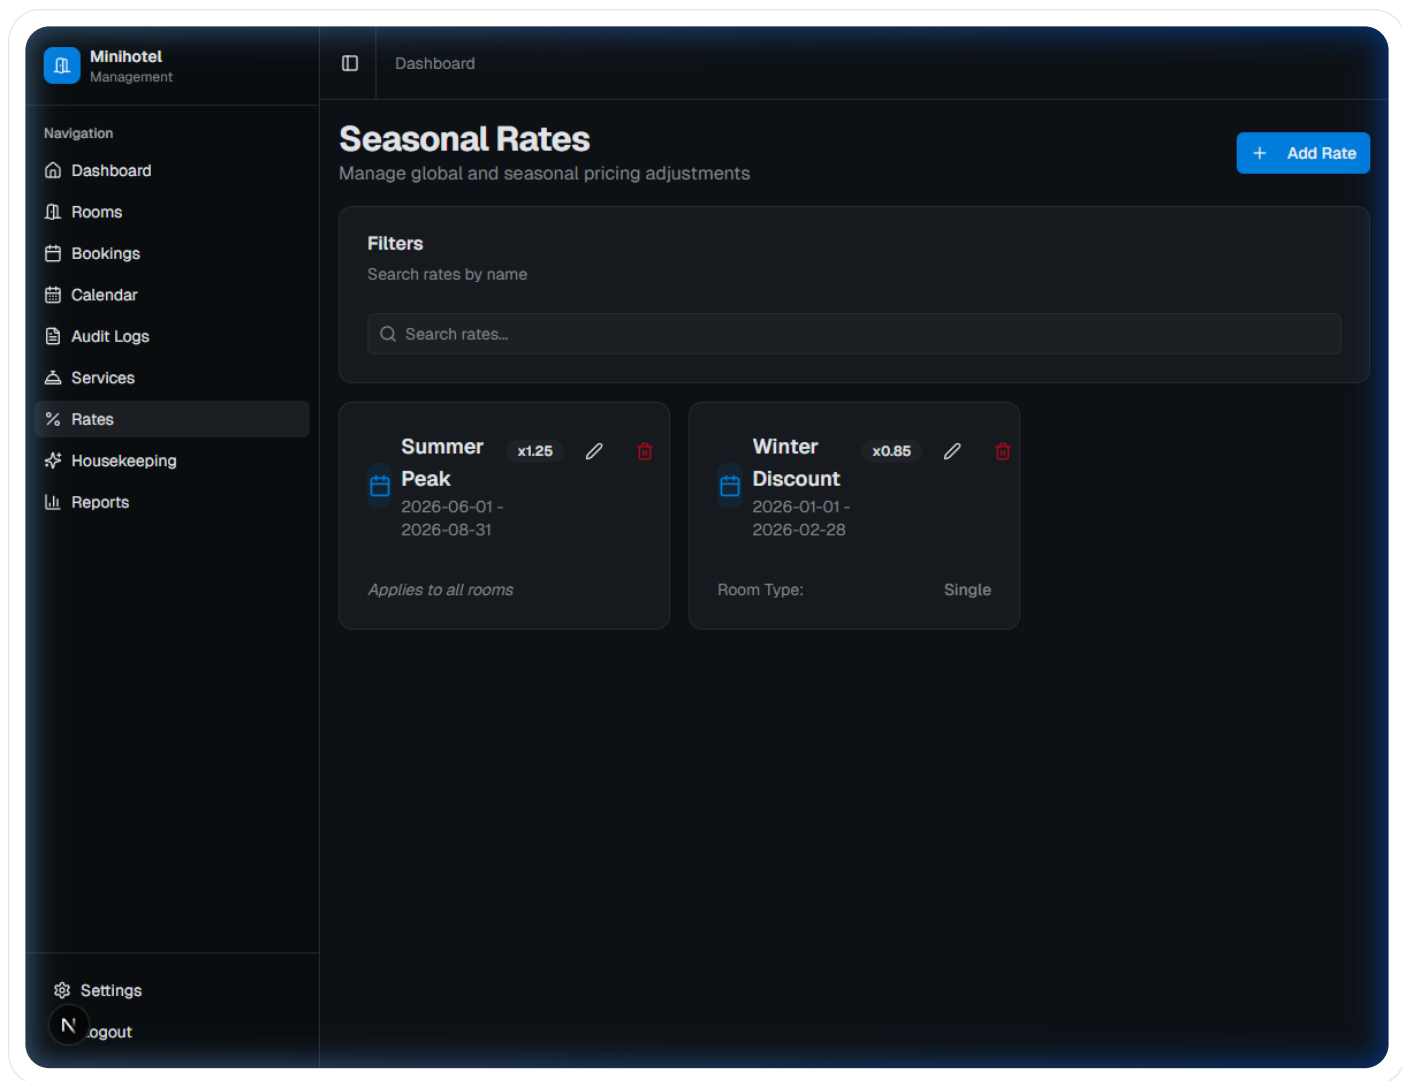 Minihotel
Management
Navigation
Dashboard
Rooms
Bookings
Calendar
Audit Logs
Services
Rates
Housekeeping
Reports
Settings
N
Logout
Dashboard
Seasonal Rates
Manage global and seasonal pricing adjustments
+ Add Rate
Filters
Search rates by name
Search rates...
Summer
Peak
x1.25
2026-06-01 -
2026-08-31
Applies to all rooms
Winter
Discount
x0.85
2026-01-01 -
2026-02-28
Room Type:
Single